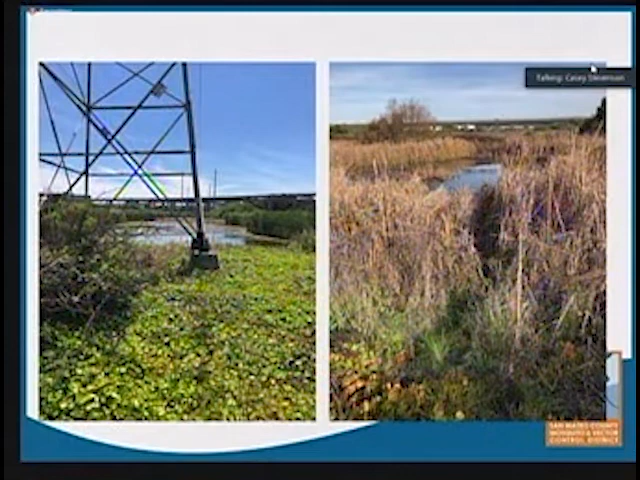 Talking: Casey Stevenson
SAN MATEO COUNTY
MOSQUITO & VECTOR
CONTROL DISTRICT